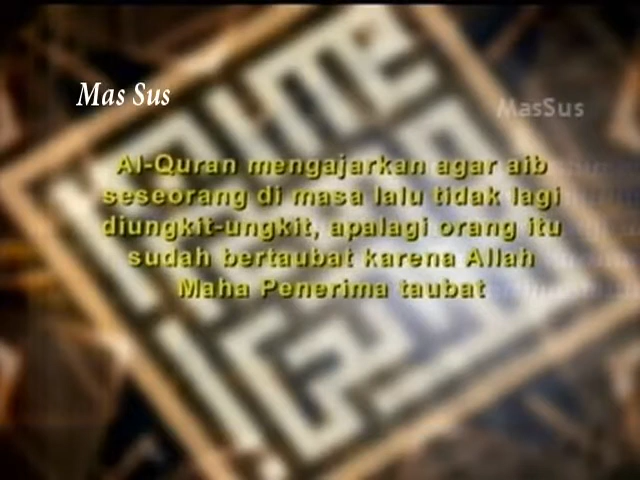 Mas Sus
MasSus
Al-Quran mengajarkan agar aib
seseorang di masa lalu tidak lagi
diungkit-ungkit, apalagi orang itu
sudah bertaubat karena Allah
Maha Penerima taubat